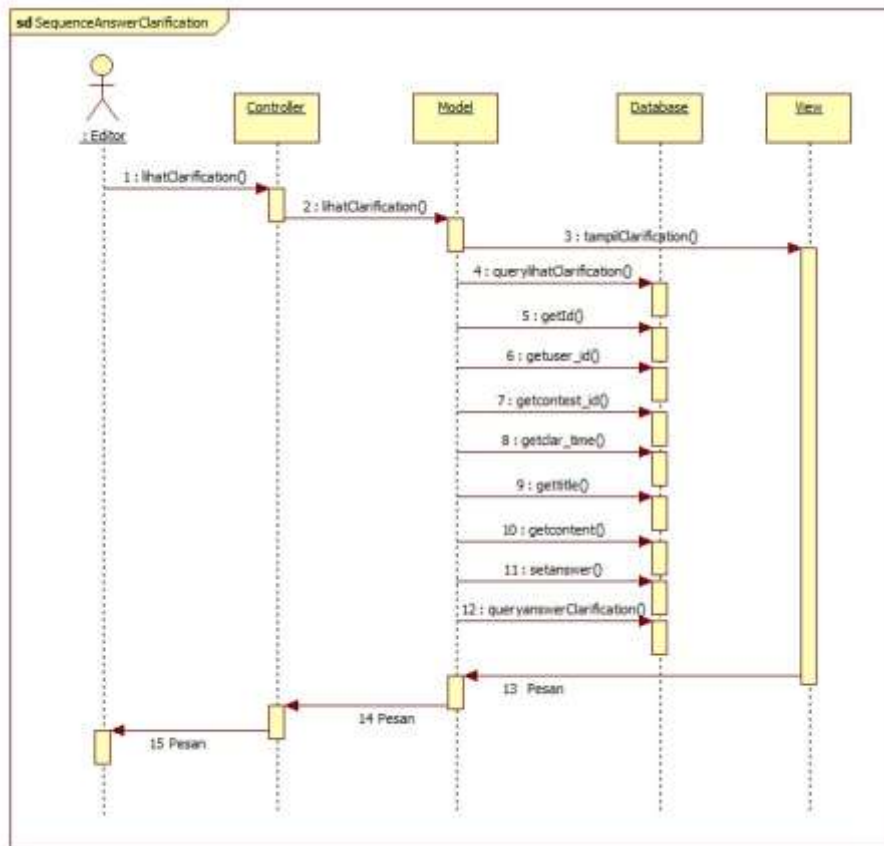 sd SequenceAnswerClarification
: Editor
Controller
Model
Database
View
1 : lihatClarification()
2 : lihatClarification()
3 : tampilClarification()
4 : querylihatClarification()
5 : getId()
6 : getuser_id()
7 : getcontest_id()
8 : getclar_time()
9 : gettitle()
10 : getcontent()
11 : setanswer()
12 : queryanswerClarification()
13 Pesan
14 Pesan
15 Pesan